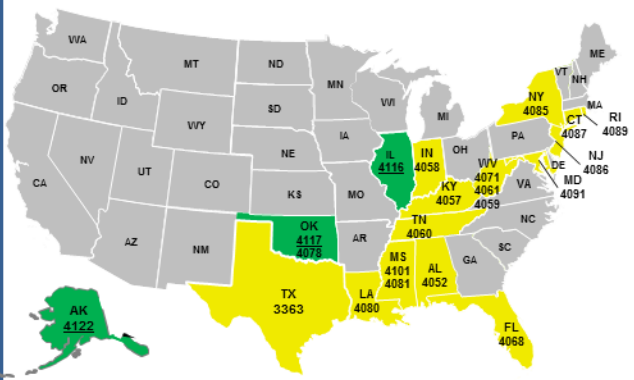 WA
OR
CA
NV
ID
MT
WY
UT
AZ
CO
NM
ND
SD
NE
KS
OK
4117
4078
TX
3363
MN
IA
MO
AR
LA
4080
WI
IL
4116
MI
IN
4058
OH
KY
4057
TN
4060
MS
4101
4081
AL
4052
GA
FL
4068
SC
NC
VA
WV
4071
4061
4059
PA
NY
4085
VT
NH
ME
MA
CT
4087
RI
4089
NJ
4086
DE
MD
4091
AK
4122